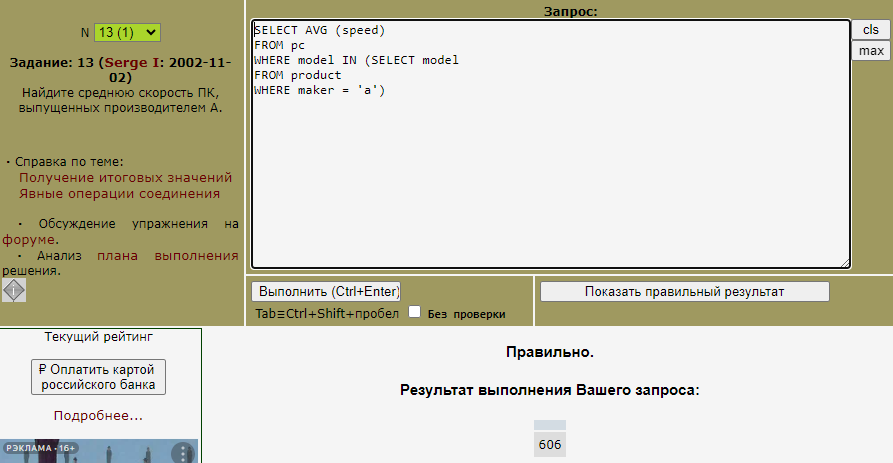 N 13 (1)
Задание: 13 (Serge I: 2002-11-
02)
Найдите среднюю скорость ПК,
выпущенных производителем A.
· Справка по теме:
Получение итоговых значений
Явные операции соединения
· Обсуждение упражнения на
форуме.
· Анализ плана выполнения
решения.
Запрос:
SELECT AVG (speed)
FROM pc
WHERE model IN (SELECT model
FROM product
WHERE maker = 'a')
cls
max
Выполнить (Ctrl+Enter)
Tab≡Ctrl+Shift+пробел Без проверки
Показать правильный результат
Текущий рейтинг
₽ Оплатить картой
российского банка
Подробнее...
РЕКЛАМА • 16+
Правильно.
Результат выполнения Вашего запроса:
606